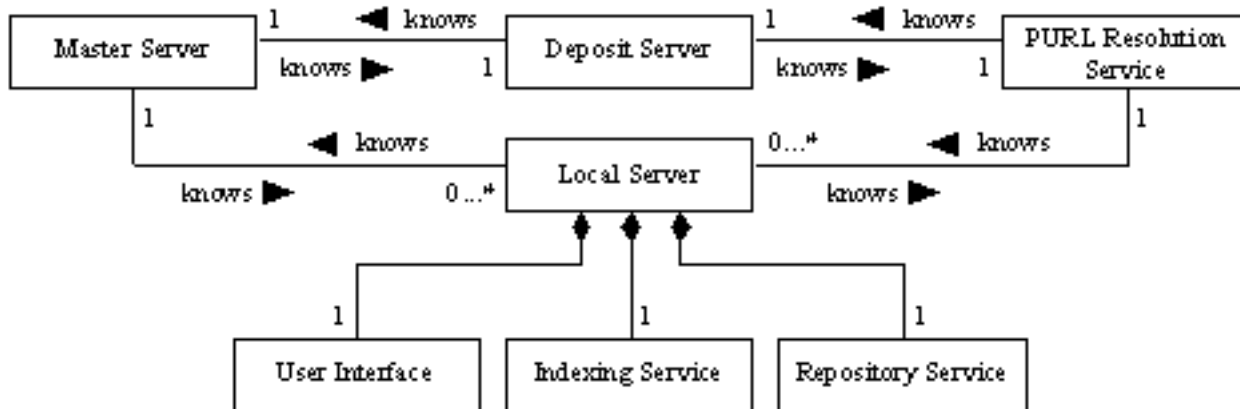 1 ◀ knows 1 ◀ knows
Master Server Deposit Server PURL Resolution
Service
knows ▶ 1 knows ▶ 1
1 ◀ knows 0...* ◀ knows 1
Local Server
knows ▶ 0...* knows ▶
1 1 1
User Interface Indexing Service Repository Service